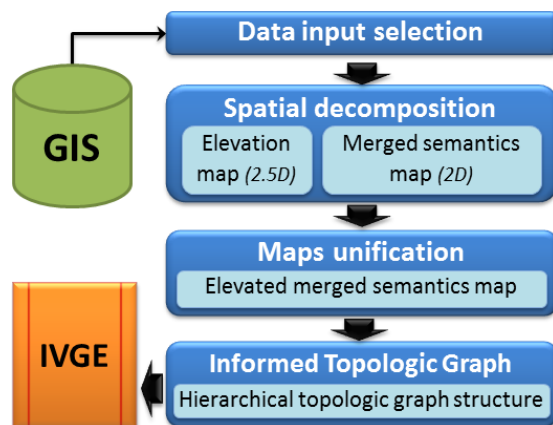 Data input selection
GIS
Spatial decomposition
Elevation
map (2.5D)
Merged semantics
map (2D)
Maps unification
Elevated merged semantics map
IVGE
Informed Topologic Graph
Hierarchical topologic graph structure